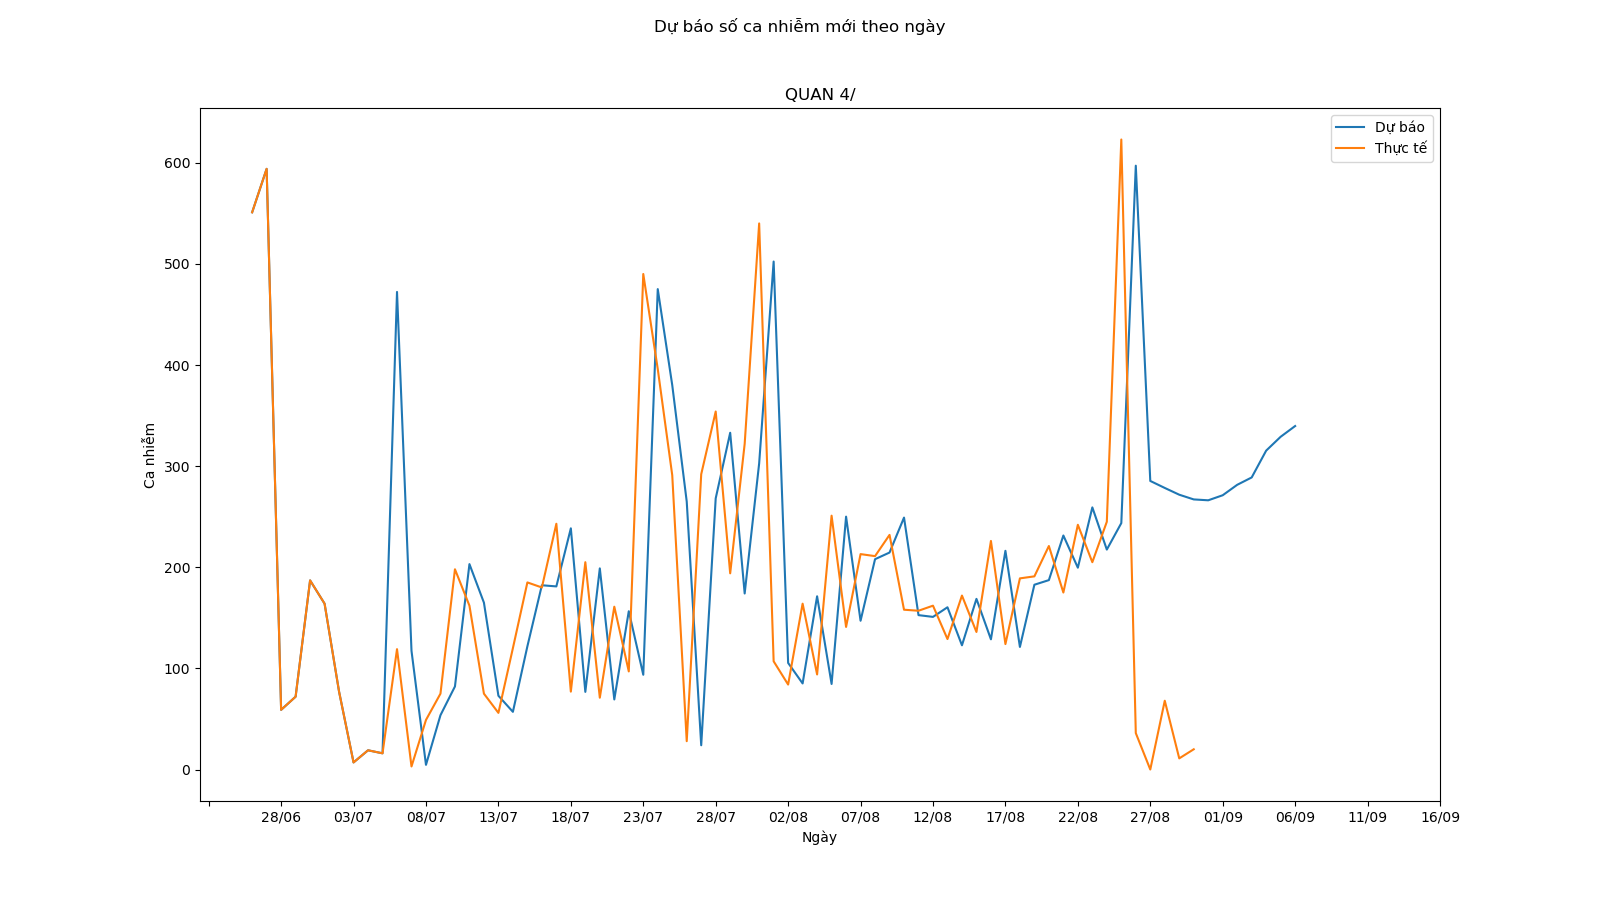 Dự báo số ca nhiễm mới theo ngày
QUAN 4/
Dự báo
Thực tế
600
500
400
300
200
100
0
Ca nhiễm
28/06 03/07 08/07 13/07 18/07 23/07 28/07 02/08 07/08 12/08 17/08 22/08 27/08 01/09 06/09 11/09 16/09
Ngày